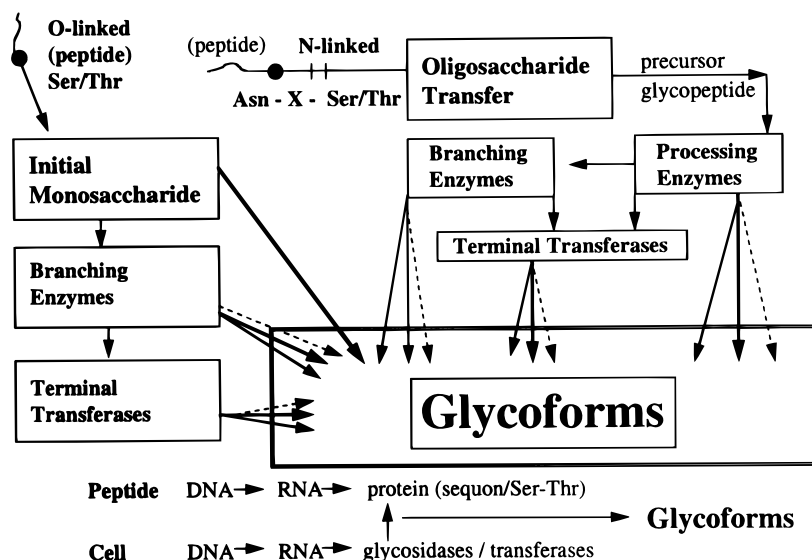 O-linked
(peptide)
Ser/Thr
(peptide)
N-linked
Asn - X - Ser/Thr
Oligosaccharide
Transfer
precursor
glycopeptide
Initial
Monosaccharide
Branching
Enzymes
Processing
Enzymes
Terminal Transferases
Branching
Enzymes
Terminal
Transferases
Glycoforms
Peptide DNA RNA protein (sequon/Ser-Thr)
Glycoforms
Cell DNA RNA glycosidases / transferases